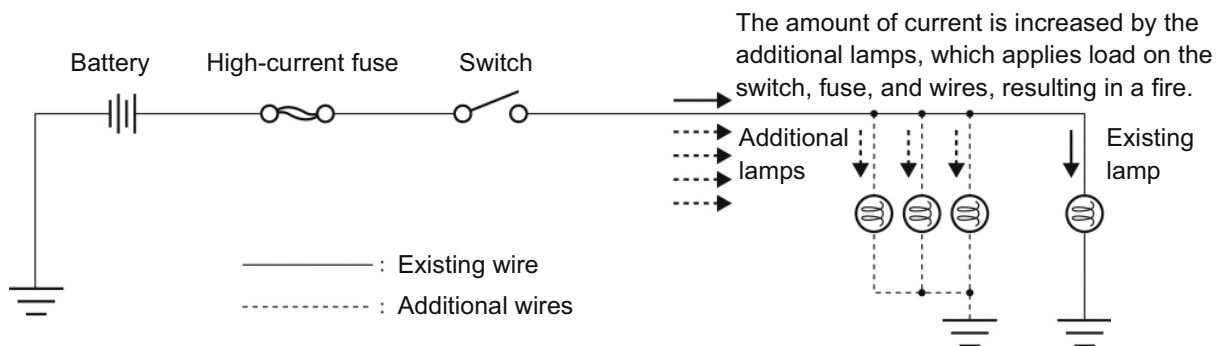 The amount of current is increased by the
additional lamps, which applies load on the
switch, fuse, and wires, resulting in a fire.
Battery
High-current fuse
Switch
Additional
lamps
Existing
lamp
: Existing wire
: Additional wires